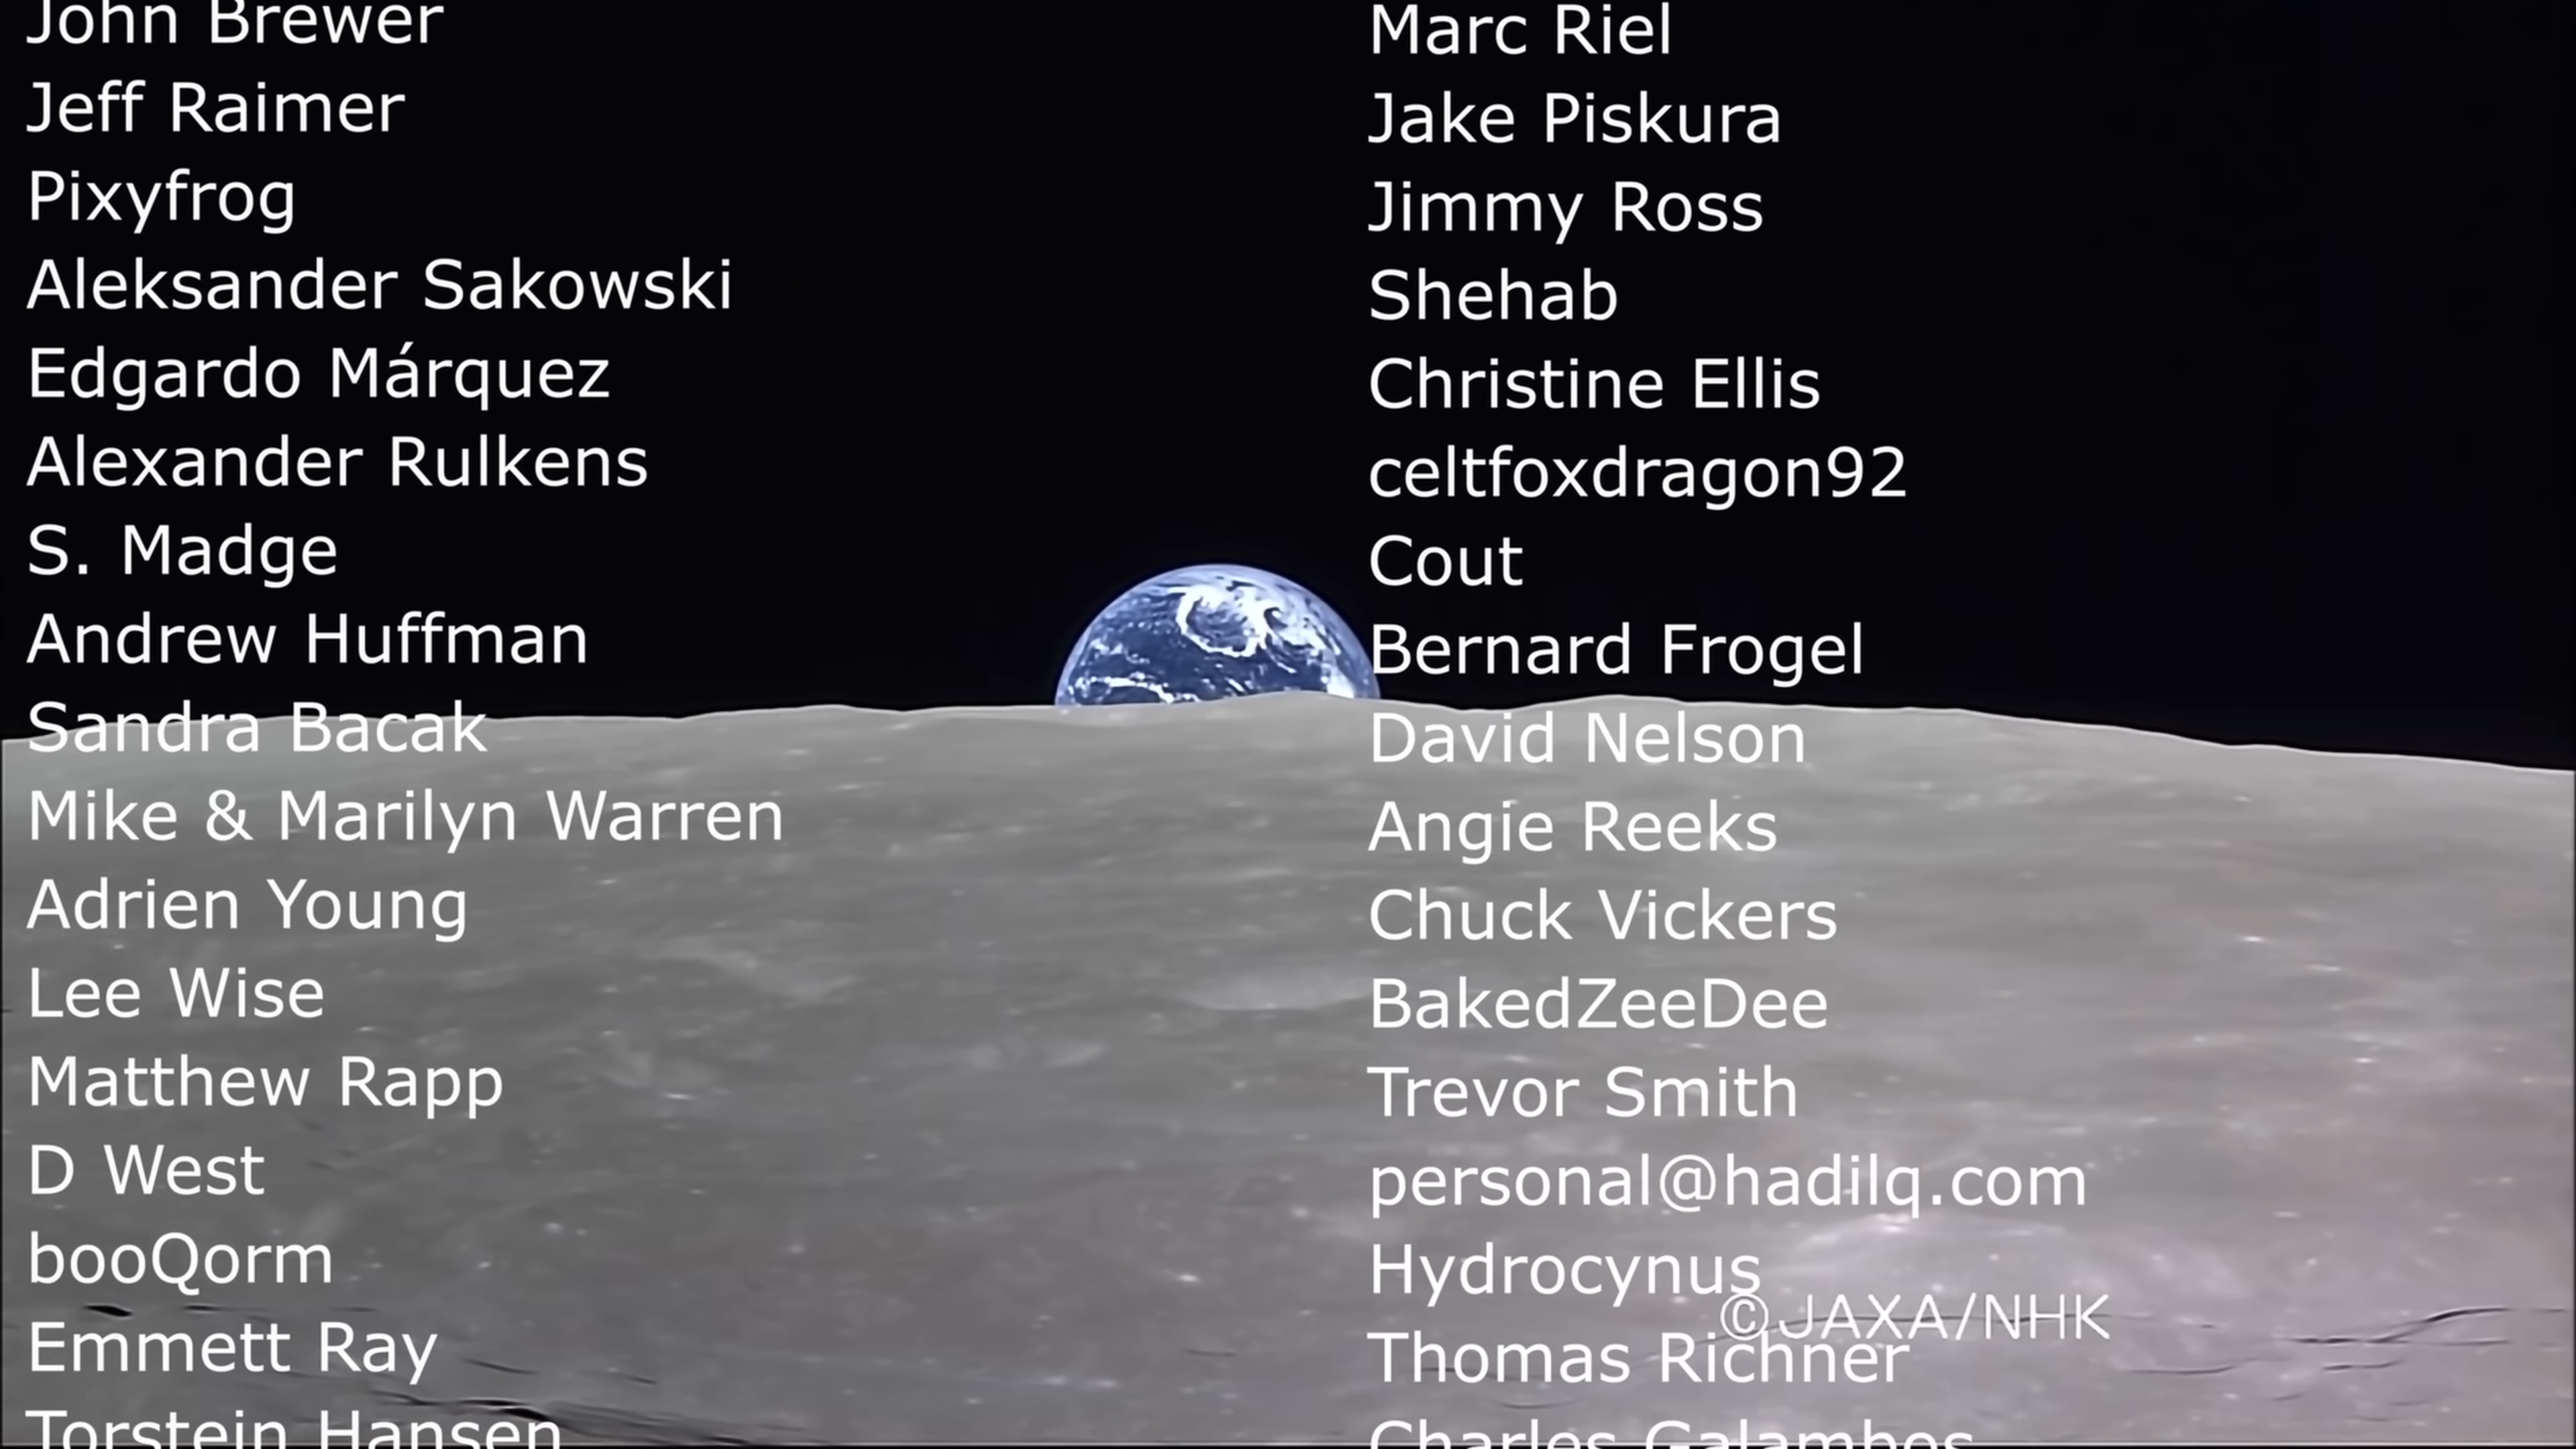 John Brewer
Jeff Raimer
Pixyfrog
Aleksander Sakowski
Edgardo Márquez
Alexander Rulkens
S. Madge
Andrew Huffman
Sandra Bacak
Mike & Marilyn Warren
Adrien Young
Lee Wise
Matthew Rapp
D West
booQorm
Emmett Ray
Torstein Hansen
Marc Riel
Jake Piskura
Jimmy Ross
Shehab
Christine Ellis
celtfoxdragon92
Cout
Bernard Frogel
David Nelson
Angie Reeks
Chuck Vickers
BakedZeeDee
Trevor Smith
personal@hadilq.com
Hydrocynus
©JAXA/NHK
Thomas Richner
Charles Galambos